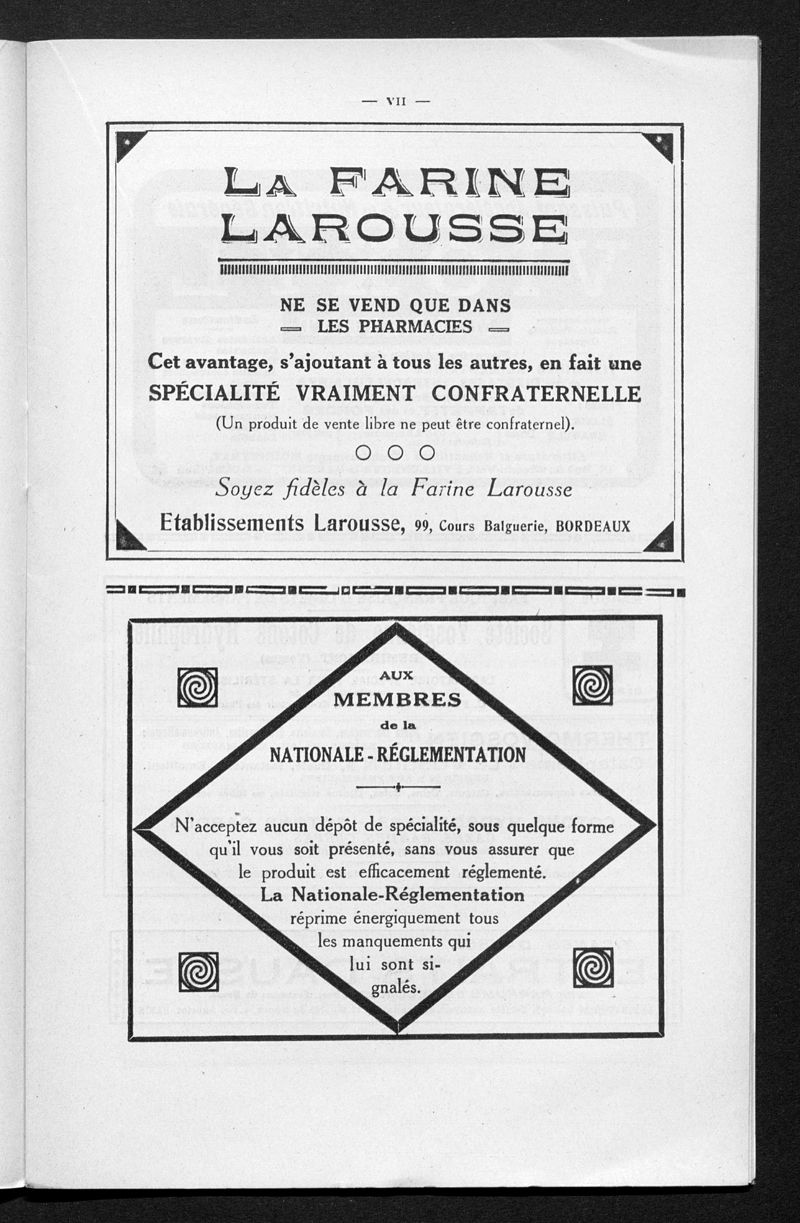 — VII —
LA FARINE
LAROUSSE
NE SE VEND QUE DANS
LES PHARMACIES
Cet avantage, s'ajoutant à tous les autres, en fait une
SPÉCIALITÉ VRAIMENT CONFRATERNELLE
(Un produit de vente libre ne peut être confraternel).
Soyez fidèles à la Farine Larousse
Etablissements Larousse, 99, Cours Balguerie, BORDEAUX
AUX
MEMBRES
de la
NATIONALE-RÉGLEMENTATION
N'acceptez aucun dépôt de spécialité, sous quelque forme
qu'il vous soit présenté, sans vous assurer que
le produit est efficacement réglementé.
La Nationale-Réglementation
réprime énergiquement tous
les manquements qui
lui sont si-
gnalés.